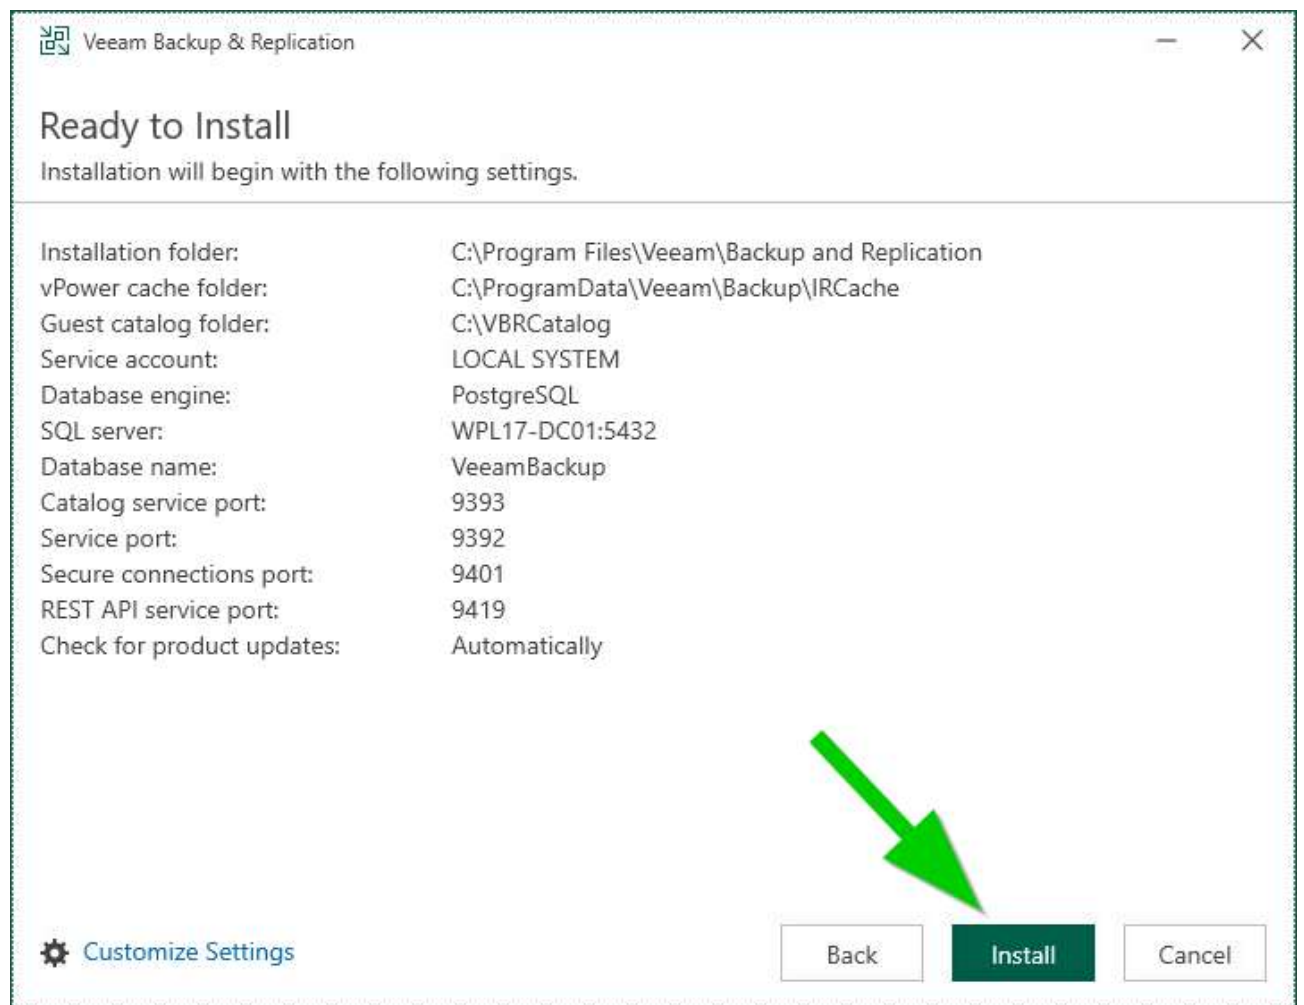 Veeam Backup & Replication
Ready to Install
Installation will begin with the following settings.
Installation folder: C:\Program Files\Veeam\Backup and Replication
vPower cache folder: C:\ProgramData\Veeam\Backup\IRCache
Guest catalog folder: C:\VBRCatalog
Service account: LOCAL SYSTEM
Database engine: PostgreSQL
SQL server: WPL17-DC01:5432
Database name: VeeamBackup
Catalog service port: 9393
Service port: 9392
Secure connections port: 9401
REST API service port: 9419
Check for product updates: Automatically
Customize Settings Back Install Cancel